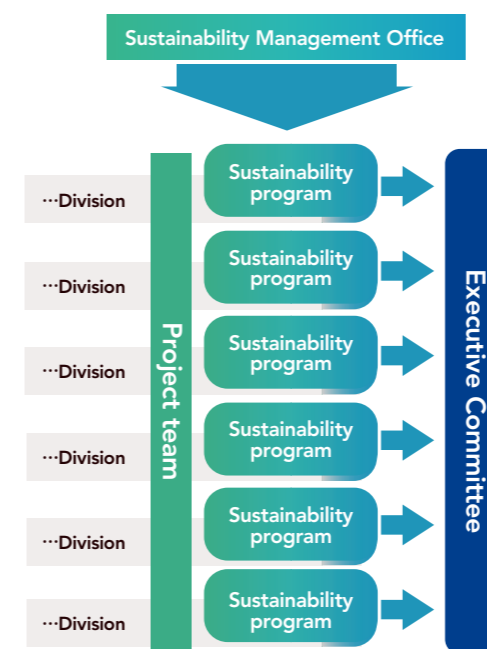 Sustainability Management Office
Sustainability
program
···Division
Sustainability
program
···Division
Sustainability
program
···Division
Sustainability
program
···Division
Sustainability
program
···Division
Sustainability
program
···Division
Project team
Executive Committee